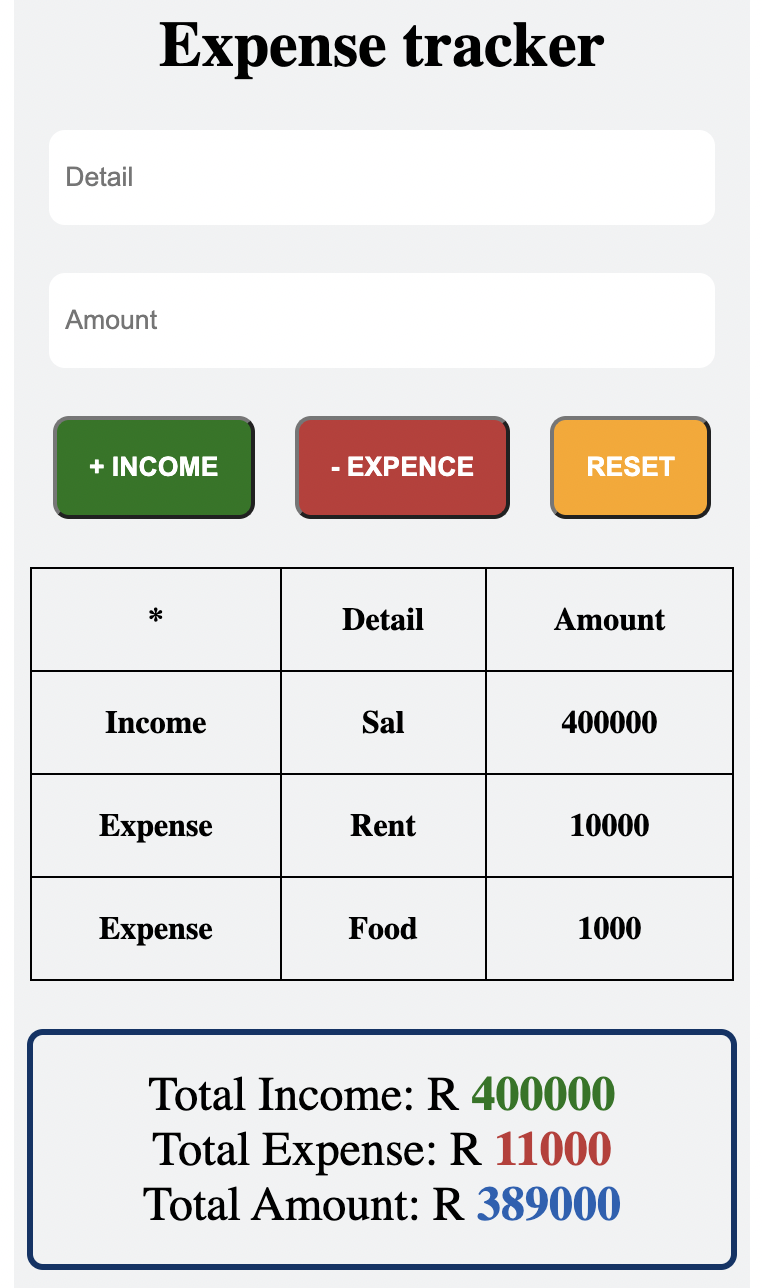 Expense tracker
Detail
Amount
+ INCOME - EXPENCE RESET
* Detail Amount
Income Sal 400000
Expense Rent 10000
Expense Food 1000
Total Income: R 400000
Total Expense: R 11000
Total Amount: R 389000